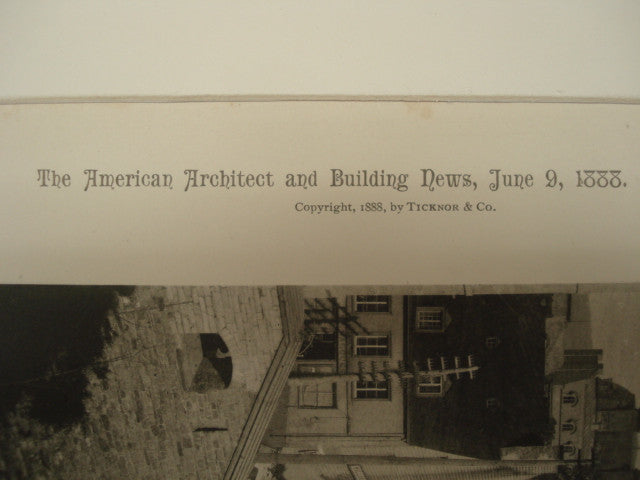 The American Architect and Building News, June 9, 1888.
Copyright, 1888, by TICKNOR & Co.